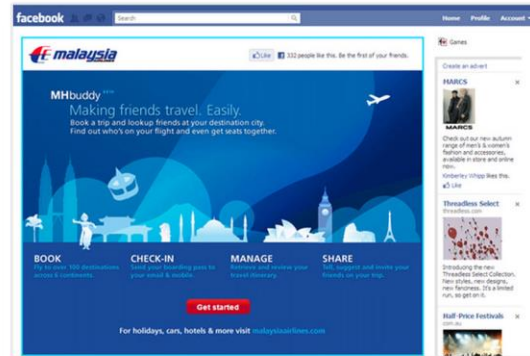 facebook
Search
Home Profile Account
malaysia
Like 332 people like this. Be the first of your friends.
MHbuddy
Making friends travel. Easily.
Book a trip and lookup friends at your destination city.
Find out who's on your flight and even get seats together.
BOOK
Fly to over 100 destinations
across 6 continents.
CHECK-IN
Send your boarding pass to
your email & mobile.
MANAGE
Retrieve and review your
travel itinerary.
SHARE
Tell, suggest and invite your
friends on your trip.
Get started
For holidays, cars, hotels & more visit malaysiaairlines.com
Games
Create an advert
MARCS
MARCS
Check out our new autumn
range of men's & women's
fashion and accessories,
available in store and online
now.
Kimberley Whipp likes this.
Like
Threadless Select
threadless.com
Introducing the new
Threadless Select Collection.
New styles, new designs,
new fanciness. It's a limited
run, so get on it.
Half-Price Festivals